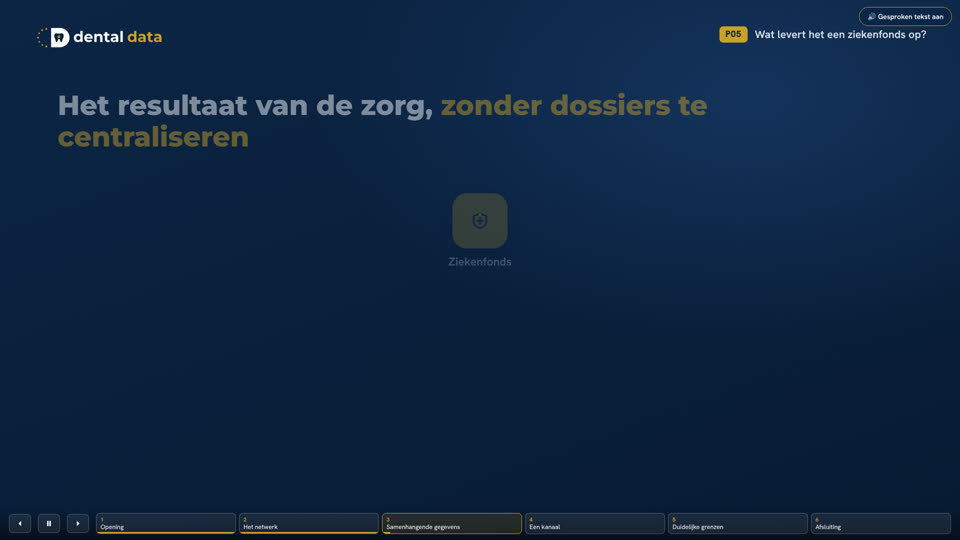 Gesproken tekst aan
dental data
P05 Wat levert het een ziekenfonds op?
Het resultaat van de zorg, zonder dossiers te
centraliseren
Ziekenfonds
1
Opening
2
Het netwerk
3
Samenhangende gegevens
4
Een kanaal
5
Duidelijke grenzen
6
Afsluiting